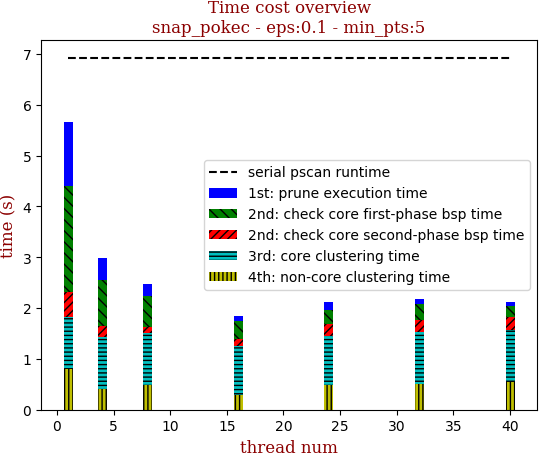 Time cost overview
snap_pokec - eps:0.1 - min_pts:5
7
6
5
4
3
2
1
0
time (s)
serial pscan runtime
1st: prune execution time
2nd: check core first-phase bsp time
2nd: check core second-phase bsp time
3rd: core clustering time
4th: non-core clustering time
0 5 10 15 20 25 30 35 40
thread num